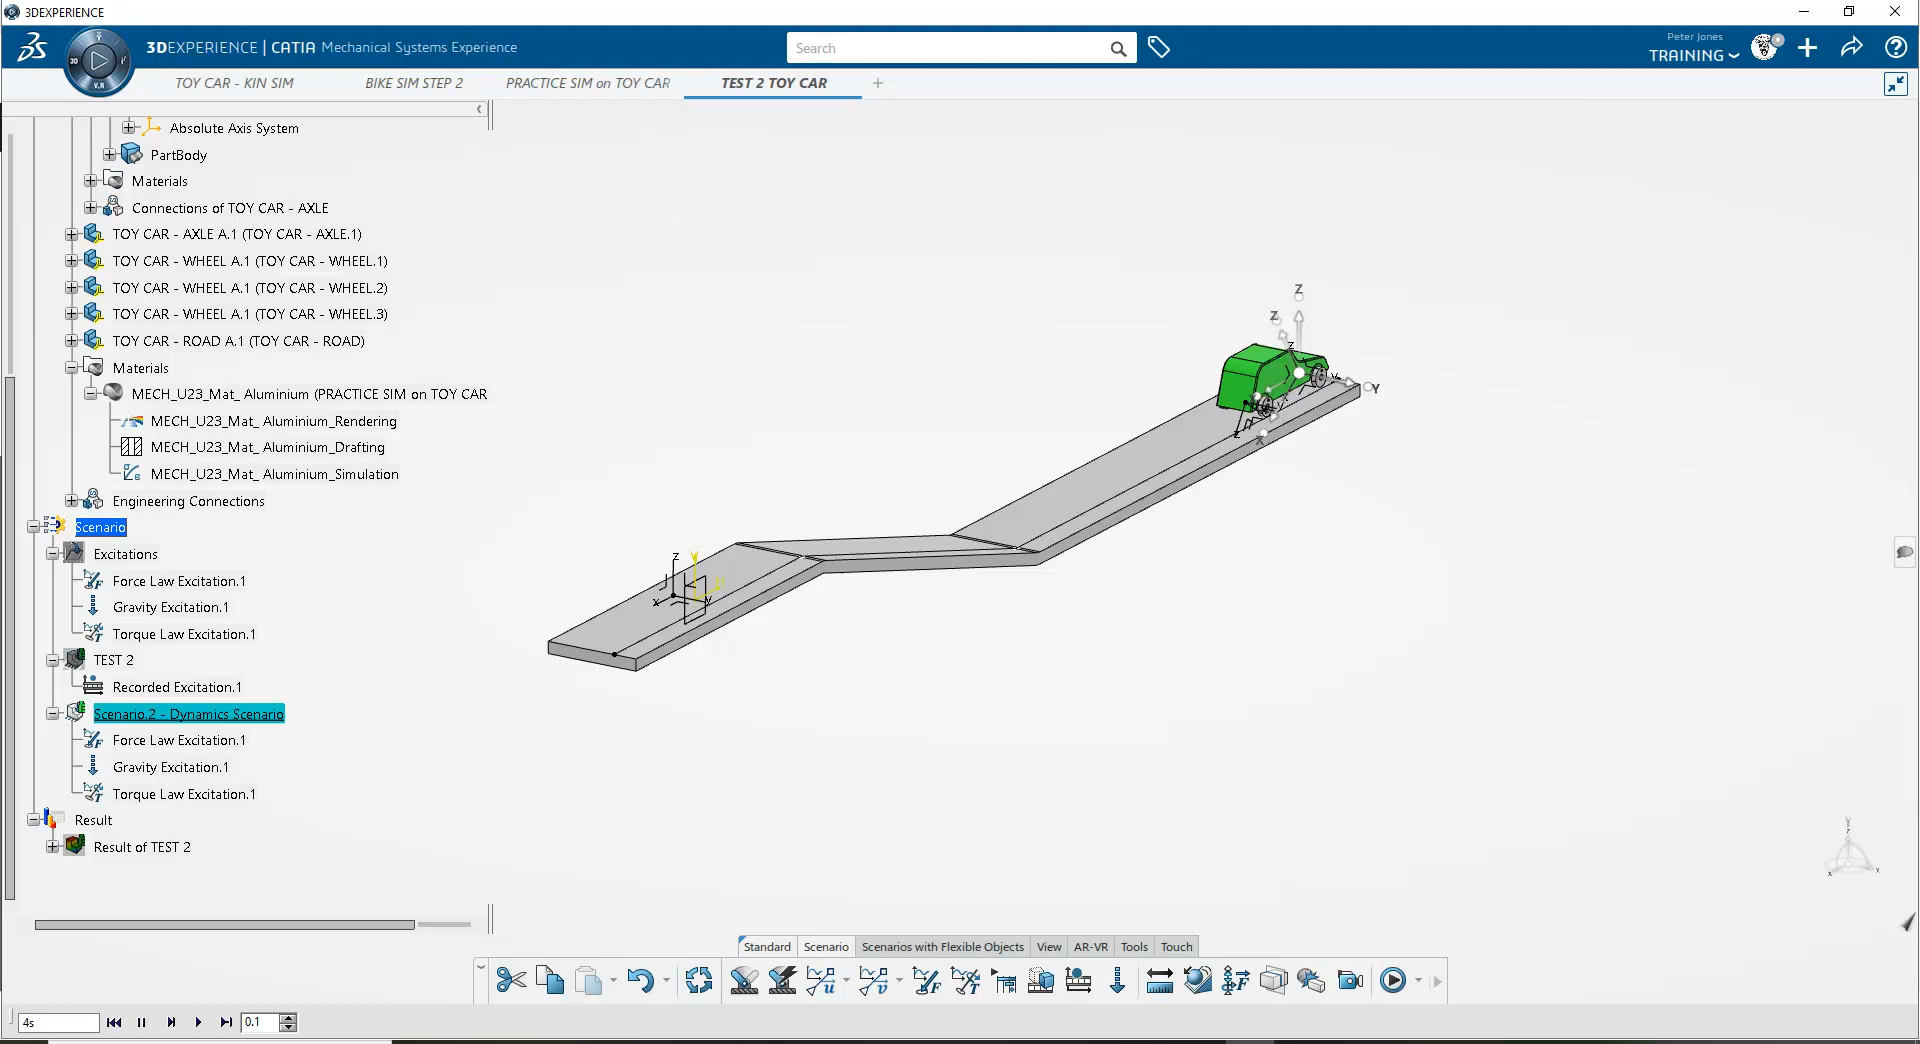 3DEXPERIENCE
3DEXPERIENCE | CATIA Mechanical Systems Experience
Search
Peter Jones
TRAINING
3D
V.R
TOY CAR - KIN SIM
BIKE SIM STEP 2
PRACTICE SIM on TOY CAR
TEST 2 TOY CAR
Absolute Axis System
PartBody
Materials
Connections of TOY CAR - AXLE
TOY CAR - AXLE A.1 (TOY CAR - AXLE.1)
TOY CAR - WHEEL A.1 (TOY CAR - WHEEL.1)
TOY CAR - WHEEL A.1 (TOY CAR - WHEEL.2)
TOY CAR - WHEEL A.1 (TOY CAR - WHEEL.3)
TOY CAR - ROAD A.1 (TOY CAR - ROAD)
Materials
MECH_U23_Mat_ Aluminium (PRACTICE SIM on TOY CAR
MECH_U23_Mat_ Aluminium_Rendering
MECH_U23_Mat_ Aluminium_Drafting
MECH_U23_Mat_ Aluminium_Simulation
Engineering Connections
Scenario
Excitations
Force Law Excitation.1
Gravity Excitation.1
Torque Law Excitation.1
TEST 2
Recorded Excitation.1
Scenario.2 - Dynamics Scenario
Force Law Excitation.1
Gravity Excitation.1
Torque Law Excitation.1
Result
Result of TEST 2
Z
Z
Z
Y
X
Z
Z
X
Y
Standard
Scenario
Scenarios with Flexible Objects
View
AR-VR
Tools
Touch
4s
0.1